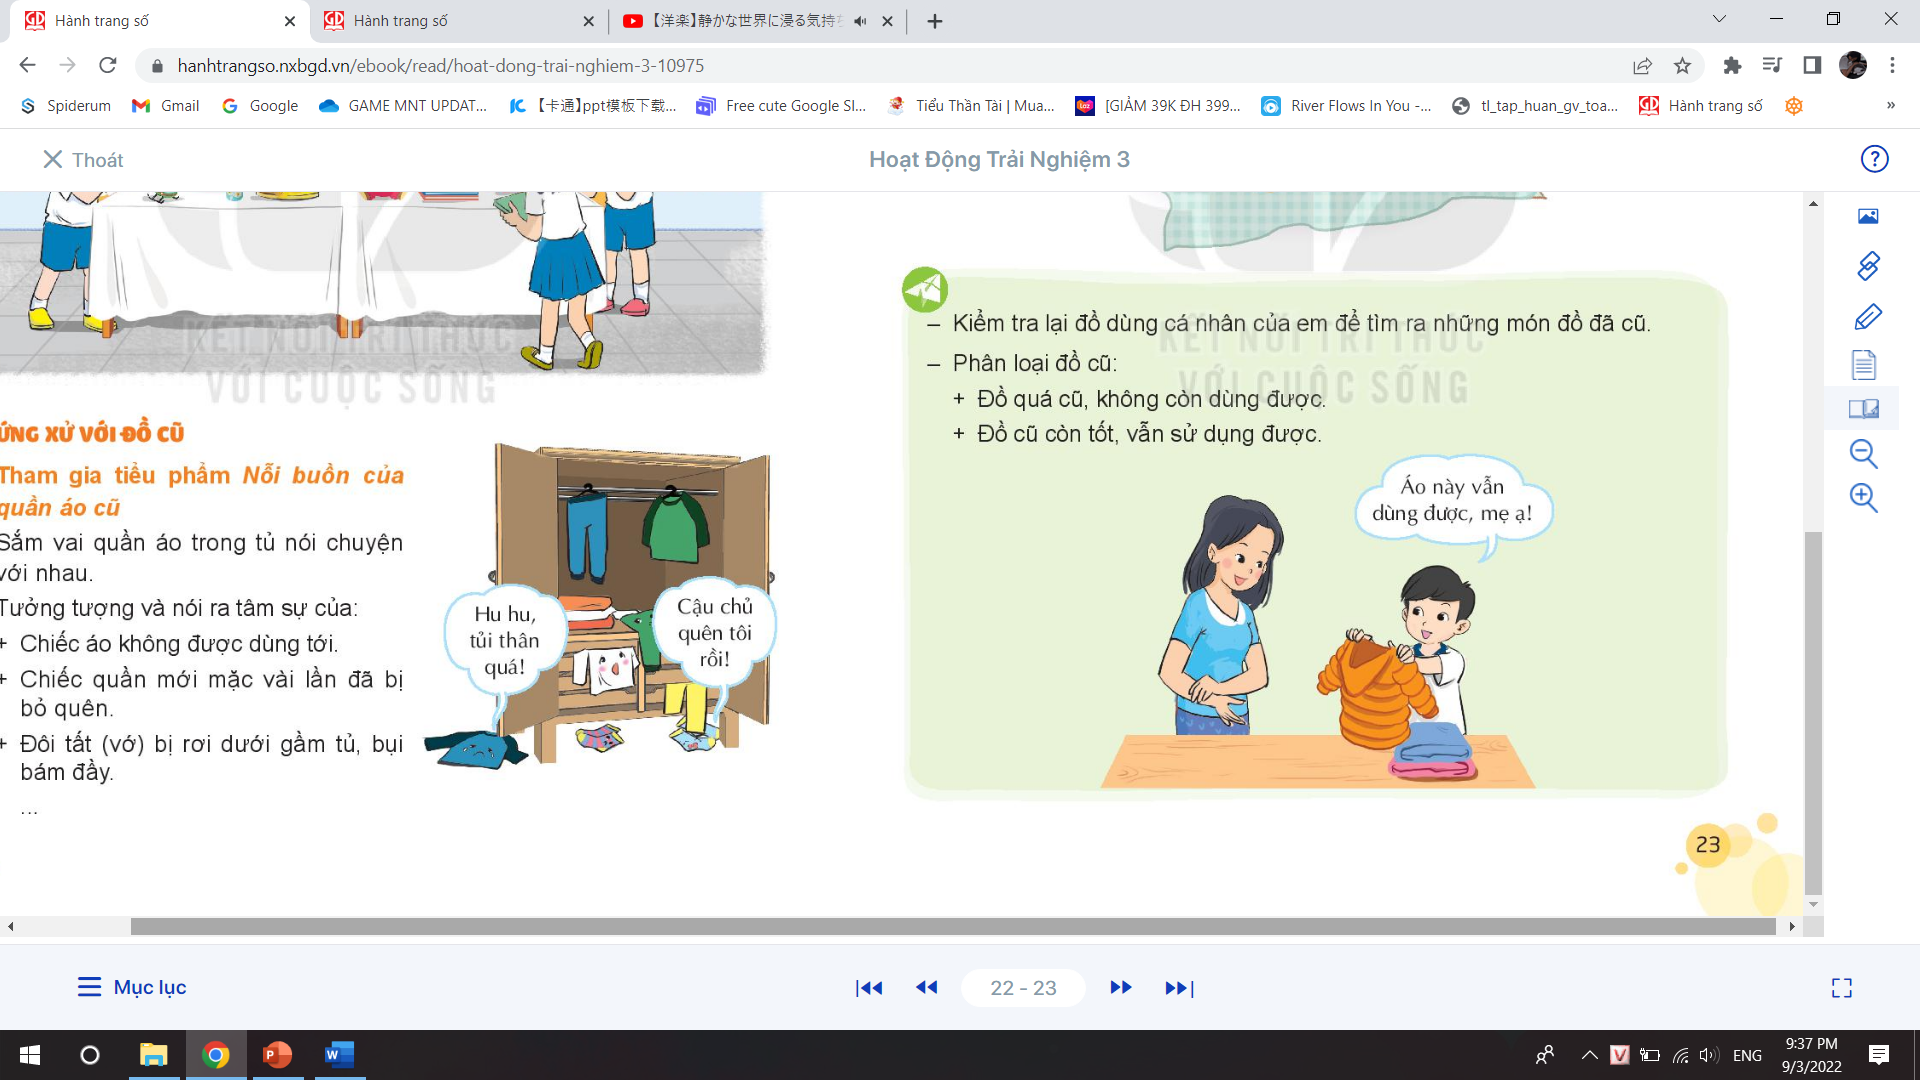 Hành trang số
Hành trang số
【洋楽】静かな世界に浸る気持
hanhtrangso.nxbgd.vn/ebook/read/hoat-dong-trai-nghiem-3-10975
Spiderum
Gmail
Google
GAME MNT UPDAT...
【卡通】ppt模板下载...
Free cute Google Sl...
Tiểu Thần Tài | Mua...
[GIẢM 39K ĐH 399...
River Flows In You -...
tl_tap_huan_gv_toa...
Hành trang số
»
Thoát
Hoạt Động Trải Nghiệm 3
KẾT NỐI TRI THỨC
VỚI CUỘC SỐNG
ỨNG XỬ VỚI ĐỒ CŨ
Tham gia tiểu phẩm Nỗi buồn của
quần áo cũ
Sắm vai quần áo trong tủ nói chuyện
với nhau.
Tưởng tượng và nói ra tâm sự của:
+ Chiếc áo không được dùng tới.
+ Chiếc quần mới mặc vài lần đã bị
bỏ quên.
+ Đôi tất (vớ) bị rơi dưới gầm tủ, bụi
bám đầy.
...
Hu hu,
tủi thân
quá!
Cậu chủ
quên tôi
rồi!
– Kiểm tra lại đồ dùng cá nhân của em để tìm ra những món đồ đã cũ.
– Phân loại đồ cũ:
+ Đồ quá cũ, không còn dùng được.
+ Đồ cũ còn tốt, vẫn sử dụng được.
KẾT NỐI TRI THỨC
VỚI CUỘC SỐNG
Áo này vẫn
dùng được, mẹ ạ!
23
Mục lục
22 - 23
ENG
9:37 PM
9/3/2022